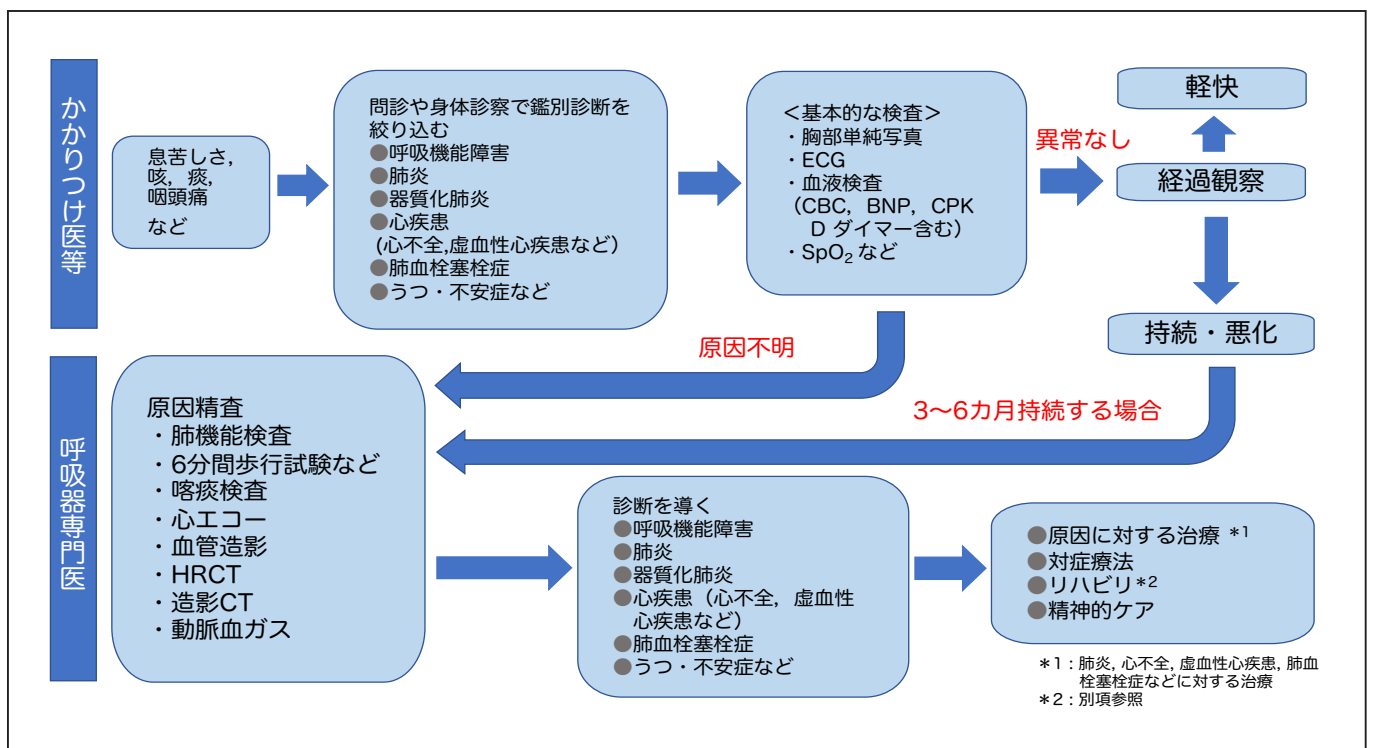 かかりつけ医等
息苦しさ,
咳，痰，
咽頭痛
など
問診や身体診察で鑑別診断を
絞り込む
●呼吸機能障害
●肺炎
●器質化肺炎
●心疾患
(心不全,虚血性心疾患など）
●肺血栓塞栓症
●うつ・不安症など
＜基本的な検査＞
・胸部単純写真
・ECG
・血液検査
（CBC，BNP，CPK
D ダイマー含む）
・SpO₂ など
異常なし
軽快
経過観察
持続・悪化
原因不明
3〜6カ月持続する場合
呼吸器専門医
原因精査
・肺機能検査
・6分間歩行試験など
・喀痰検査
・心エコー
・血管造影
・HRCT
・造影CT
・動脈血ガス
診断を導く
●呼吸機能障害
●肺炎
●器質化肺炎
●心疾患（心不全，虚血性
心疾患など）
●肺血栓塞栓症
●うつ・不安症など
●原因に対する治療 *1
●対症療法
●リハビリ*2
●精神的ケア
＊1：肺炎, 心不全, 虚血性心疾患, 肺血
栓塞栓症などに対する治療
＊2：別項参照